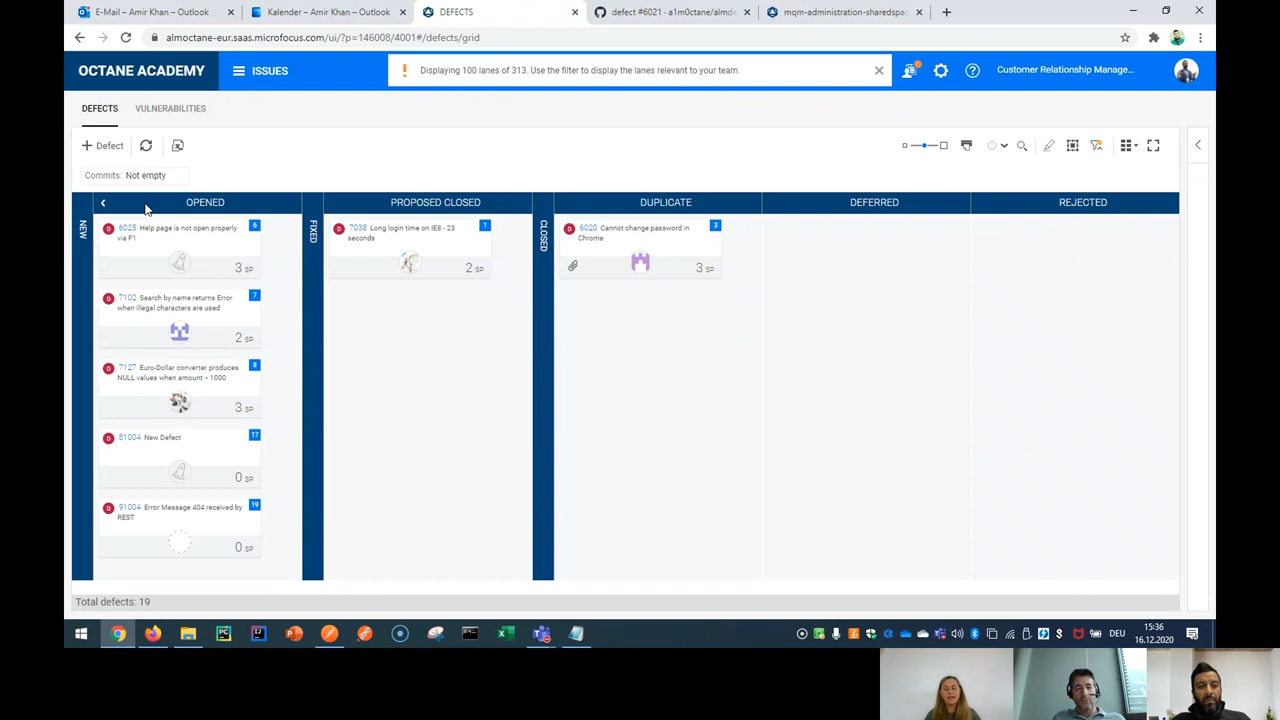 E-Mail – Amir Khan – Outlook
Kalender – Amir Khan – Outlook
DEFECTS
defect #6021 · a1m0ctane/almde
mqm-administration-sharedspac
almoctane-eur.saas.microfocus.com/ui/?p=146008/4001#/defects/grid
OCTANE ACADEMY
ISSUES
Displaying 100 lanes of 313. Use the filter to display the lanes relevant to your team.
Customer Relationship Manage...
DEFECTS
VULNERABILITIES
+ Defect
Commits: Not empty
NEW
OPENED
FIXED
PROPOSED CLOSED
CLOSED
DUPLICATE
DEFERRED
REJECTED
D 6025 Help page is not open properly
via F1
6
3 SP
D 7102 Search by name returns Error
when illegal characters are used
7
2 SP
D 7127 Euro-Dollar converter produces
NULL values when amount > 1000
8
3 SP
D 81004 New Defect
17
0 SP
D 91004 Error Message 404 received by
REST
19
0 SP
D 7038 Long login time on IE8 - 23
seconds
1
2 SP
D 6020 Cannot change password in
Chrome
3
3 SP
Total defects: 19
DEU
15:36
16.12.2020